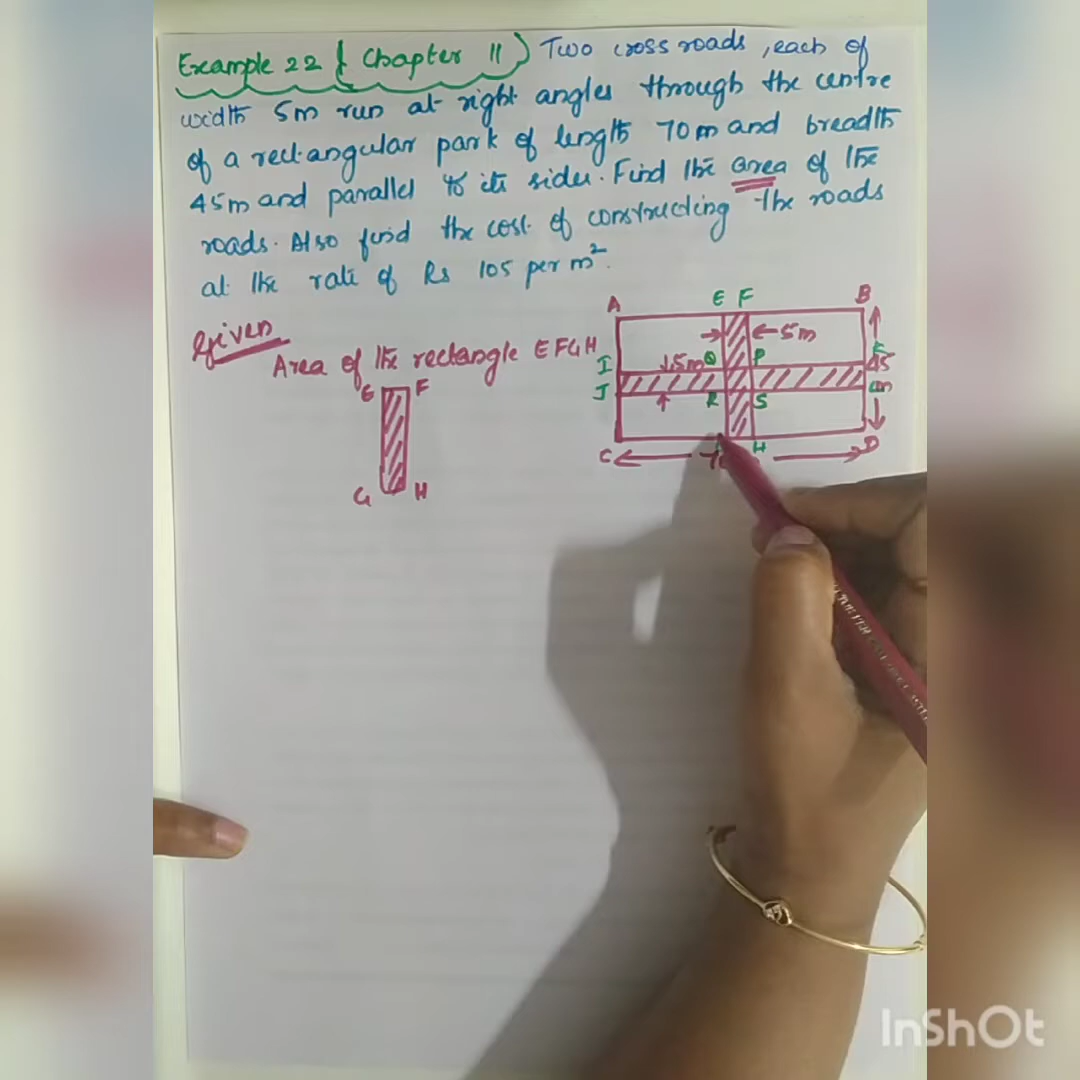 Example 22 ( Chapter 11 ) Two cross roads, each of
width 5m run at right angles through the centre
of a rectangular park of length 70m and breadth
45m and parallel to its sides. Find the area of the
roads. Also find the cost of constructing the roads
at the rate of Rs 105 per m².
Given
Area of the rectangle EFGH
E F
G H
A E F B
5m
I 5m Q P 45
J R S m
C H D
InShOt